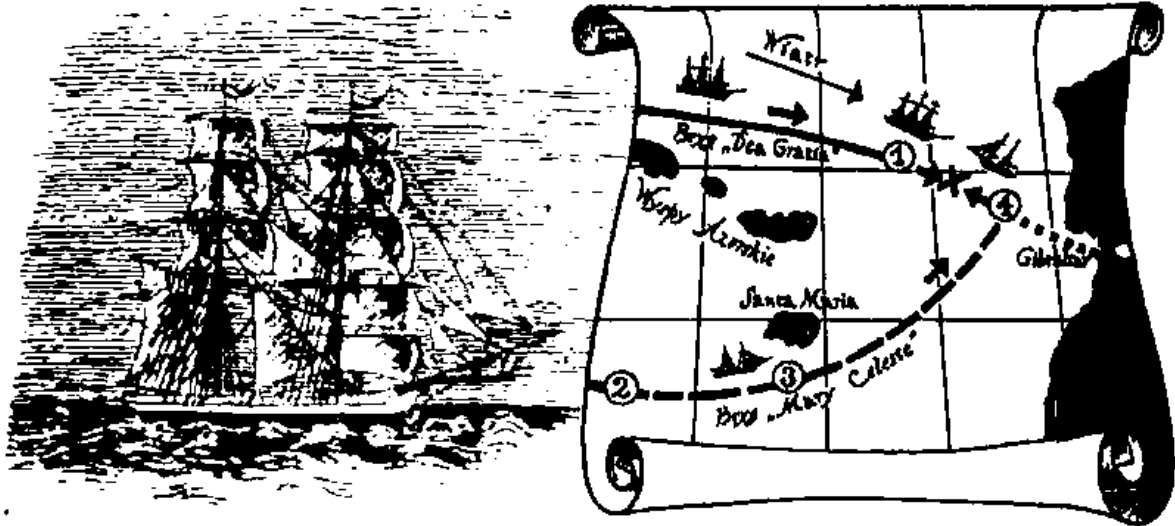 Wiatr
Bryg „Dea Gratia”
1
Wyspy Azorskie
4
Gibraltar
Santa Maria
2
3
Bryg „Mary Celeste”